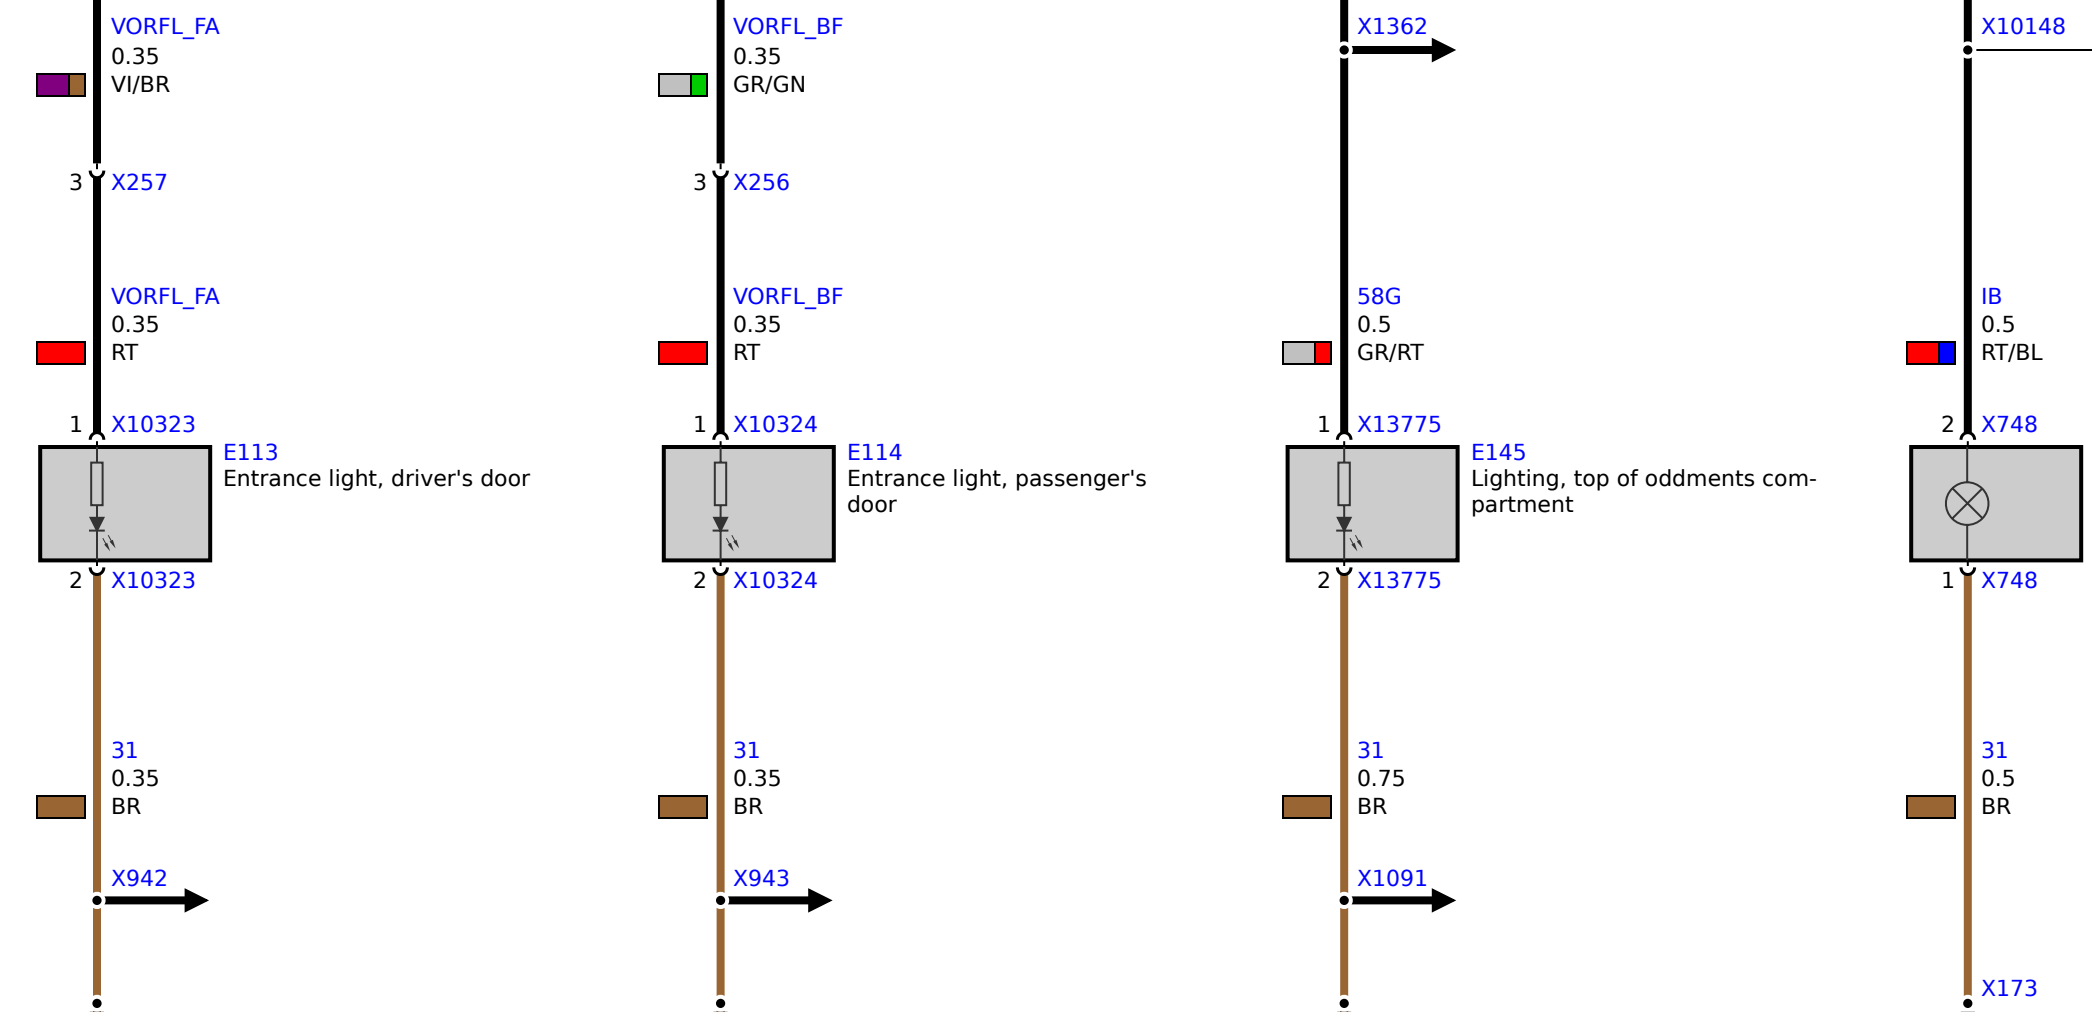 VORFL_FA
0.35
VI/BR
3 X257
VORFL_FA
0.35
RT
1 X10323
E113
Entrance light, driver's door
2 X10323
31
0.35
BR
X942
VORFL_BF
0.35
GR/GN
3 X256
VORFL_BF
0.35
RT
1 X10324
E114
Entrance light, passenger's
door
2 X10324
31
0.35
BR
X943
X1362
58G
0.5
GR/RT
1 X13775
E145
Lighting, top of oddments com-
partment
2 X13775
31
0.75
BR
X1091
X10148
IB
0.5
RT/BL
2 X748
1 X748
31
0.5
BR
X173